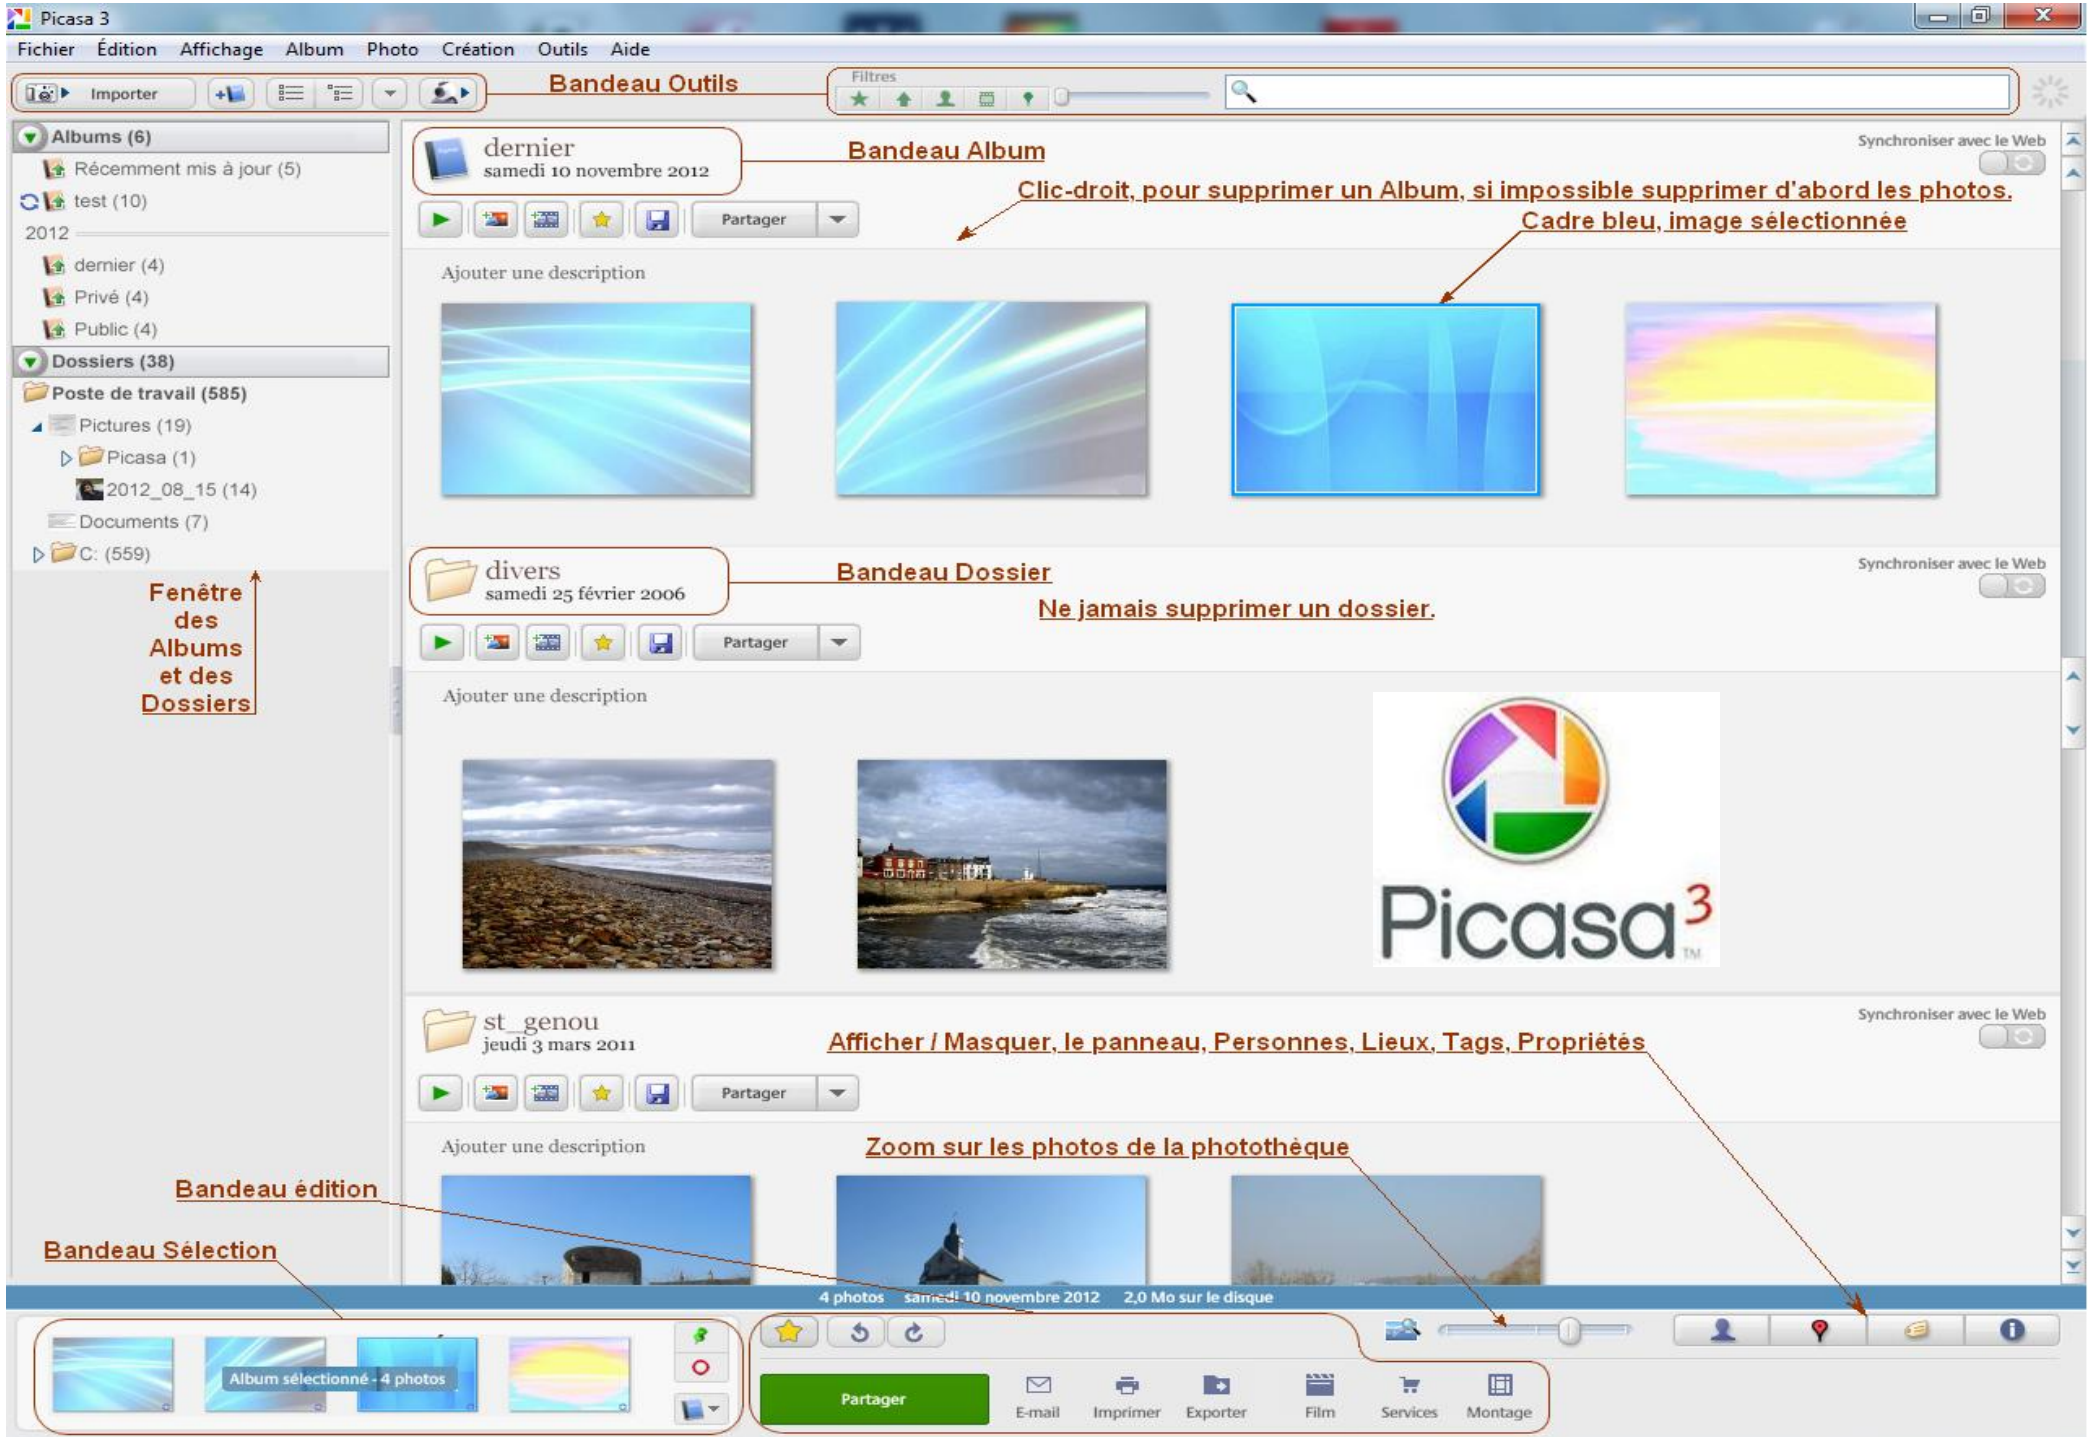 Picasa 3
Fichier Édition Affichage Album Photo Création Outils Aide
Importer
Bandeau Outils
Filtres
Albums (6)
Récemment mis à jour (5)
test (10)
2012
dernier (4)
Privé (4)
Public (4)
Dossiers (38)
Poste de travail (585)
Pictures (19)
Picasa (1)
2012_08_15 (14)
Documents (7)
C: (559)
Fenêtre
des
Albums
et des
Dossiers
dernier
samedi 10 novembre 2012
Bandeau Album
Synchroniser avec le Web
Clic-droit, pour supprimer un Album, si impossible supprimer d'abord les photos.
Partager
Cadre bleu, image sélectionnée
Ajouter une description
divers
samedi 25 février 2006
Bandeau Dossier
Synchroniser avec le Web
Ne jamais supprimer un dossier.
Partager
Ajouter une description
Picasa 3
TM
st_genou
jeudi 3 mars 2011
Synchroniser avec le Web
Afficher / Masquer, le panneau, Personnes, Lieux, Tags, Propriétés
Partager
Ajouter une description
Zoom sur les photos de la photothèque
Bandeau édition
Bandeau Sélection
4 photos samedi 10 novembre 2012 2,0 Mo sur le disque
Album sélectionné - 4 photos
Partager
E-mail Imprimer Exporter Film Services Montage